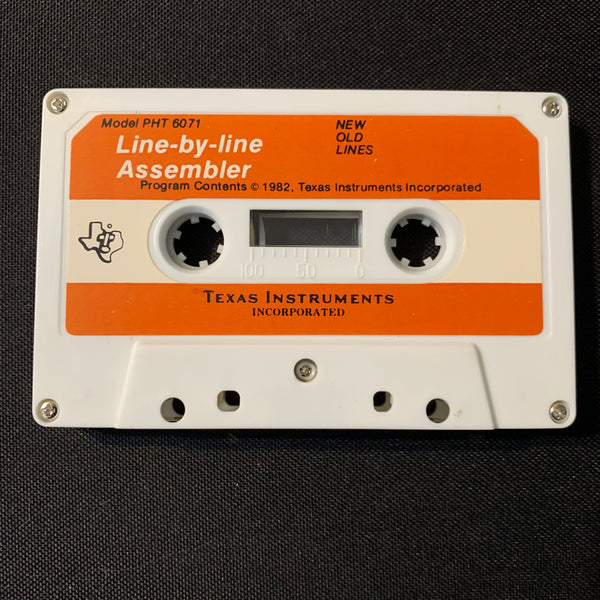 Model PHT 6071
Line-by-line
Assembler
NEW
OLD
LINES
Program Contents © 1982, Texas Instruments Incorporated
100 50 0
TEXAS INSTRUMENTS
INCORPORATED